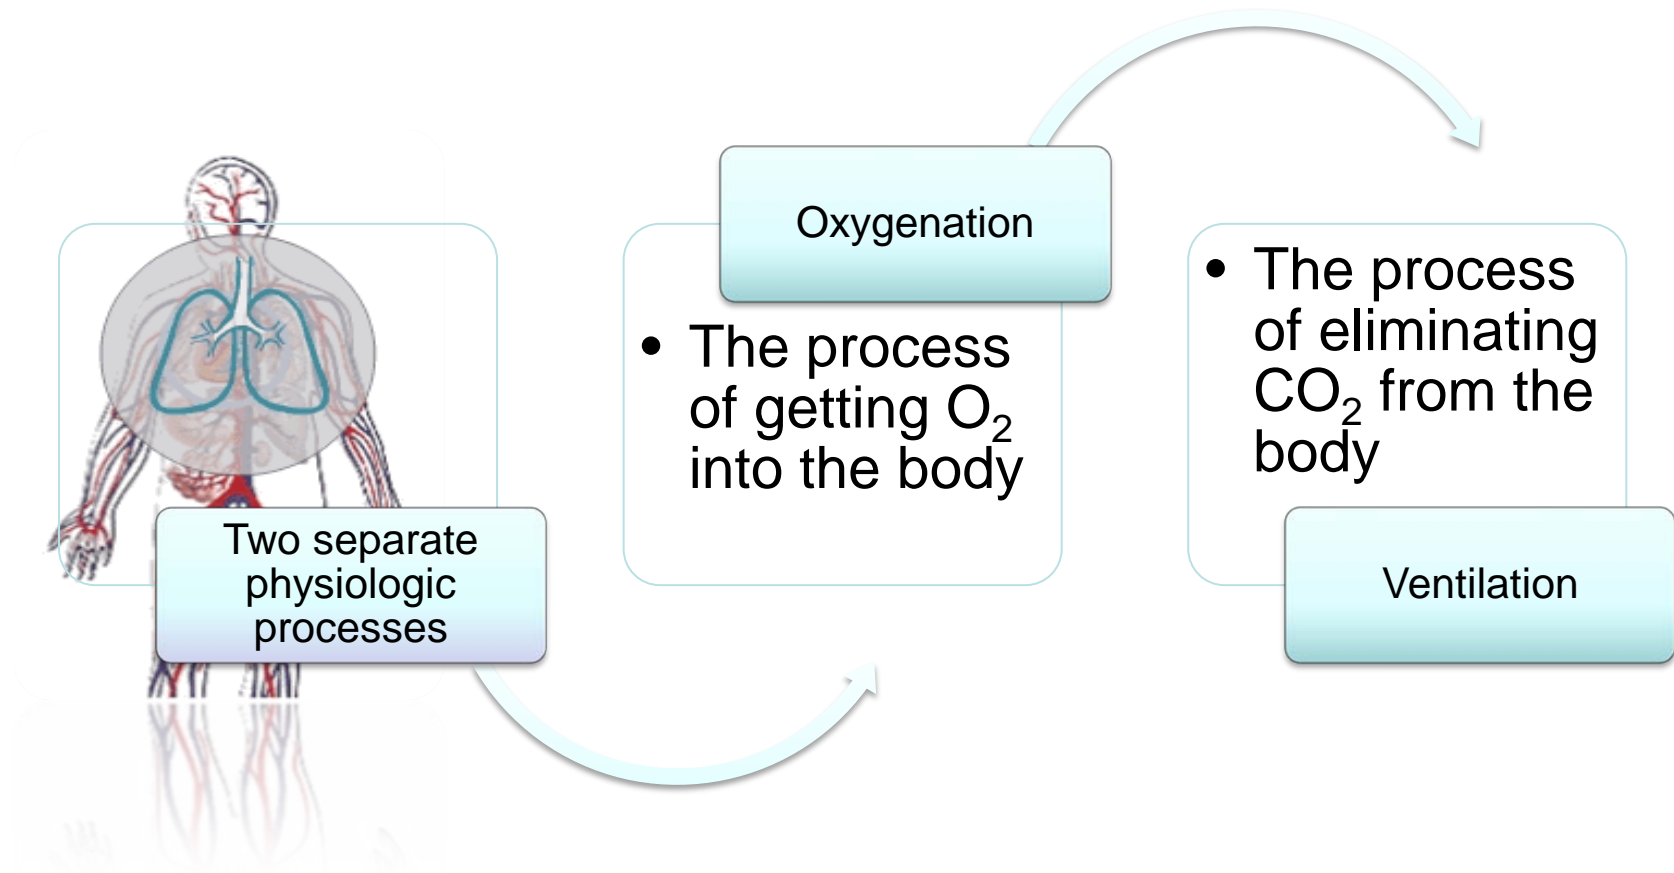 Two separate
physiologic
processes
Oxygenation
• The process
of getting O₂
into the body
• The process
of eliminating
CO₂ from the
body
Ventilation